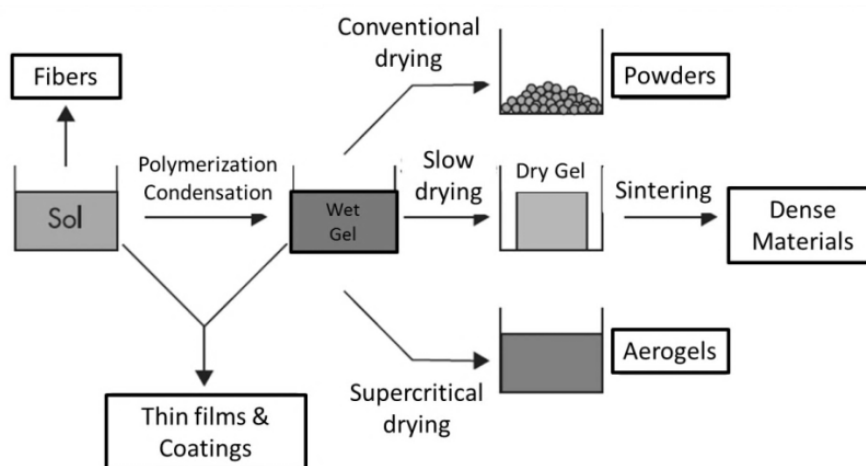 Conventional
drying
Fibers
Powders
Polymerization
Condensation
Slow
drying
Dry Gel
Sintering
Sol
Wet
Gel
Dense
Materials
Aerogels
Supercritical
drying
Thin films &
Coatings